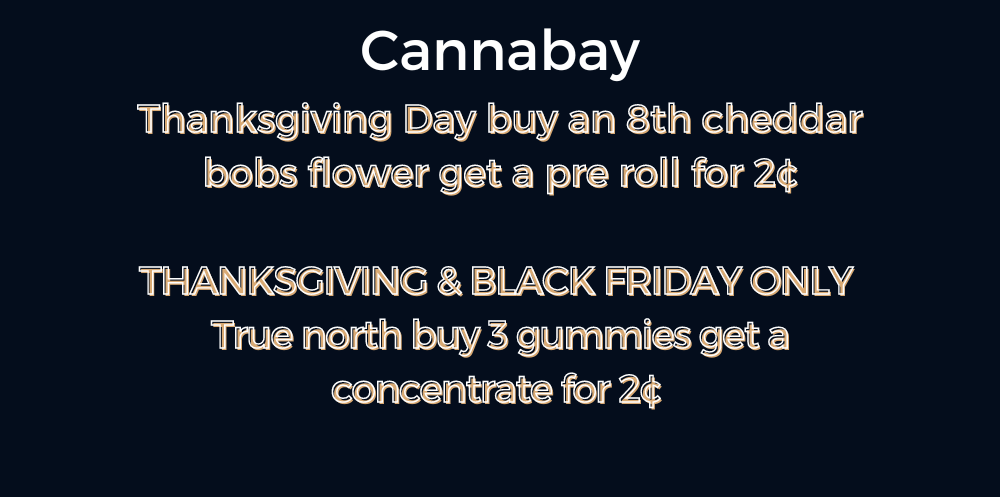 Cannabay
Thanksgiving Day buy an 8th cheddar
bobs flower get a pre roll for 2¢
THANKSGIVING & BLACK FRIDAY ONLY
True north buy 3 gummies get a
concentrate for 2¢